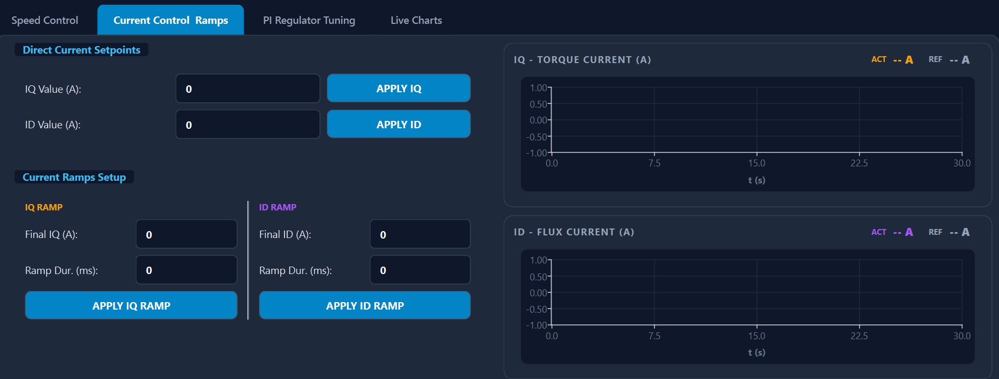 Speed Control
Current Control  Ramps
PI Regulator Tuning
Live Charts
Direct Current Setpoints
IQ Value (A):
0
APPLY IQ
ID Value (A):
0
APPLY ID
Current Ramps Setup
IQ RAMP
Final IQ (A):
0
Ramp Dur. (ms):
0
APPLY IQ RAMP
ID RAMP
Final ID (A):
0
Ramp Dur. (ms):
0
APPLY ID RAMP
IQ - TORQUE CURRENT (A)
ACT -- A REF -- A
1.00
0.50
0.00
-0.50
-1.00
0.0 7.5 15.0 22.5 30.0
t (s)
ID - FLUX CURRENT (A)
ACT -- A REF -- A
1.00
0.50
0.00
-0.50
-1.00
0.0 7.5 15.0 22.5 30.0
t (s)